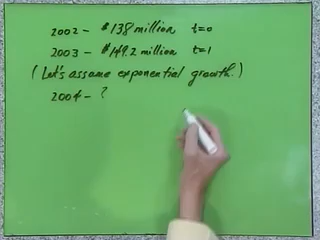 2002 - $138 million t=0
2003 - $149.2 million t=1
(Let's assume exponential growth.)
2004 - ?